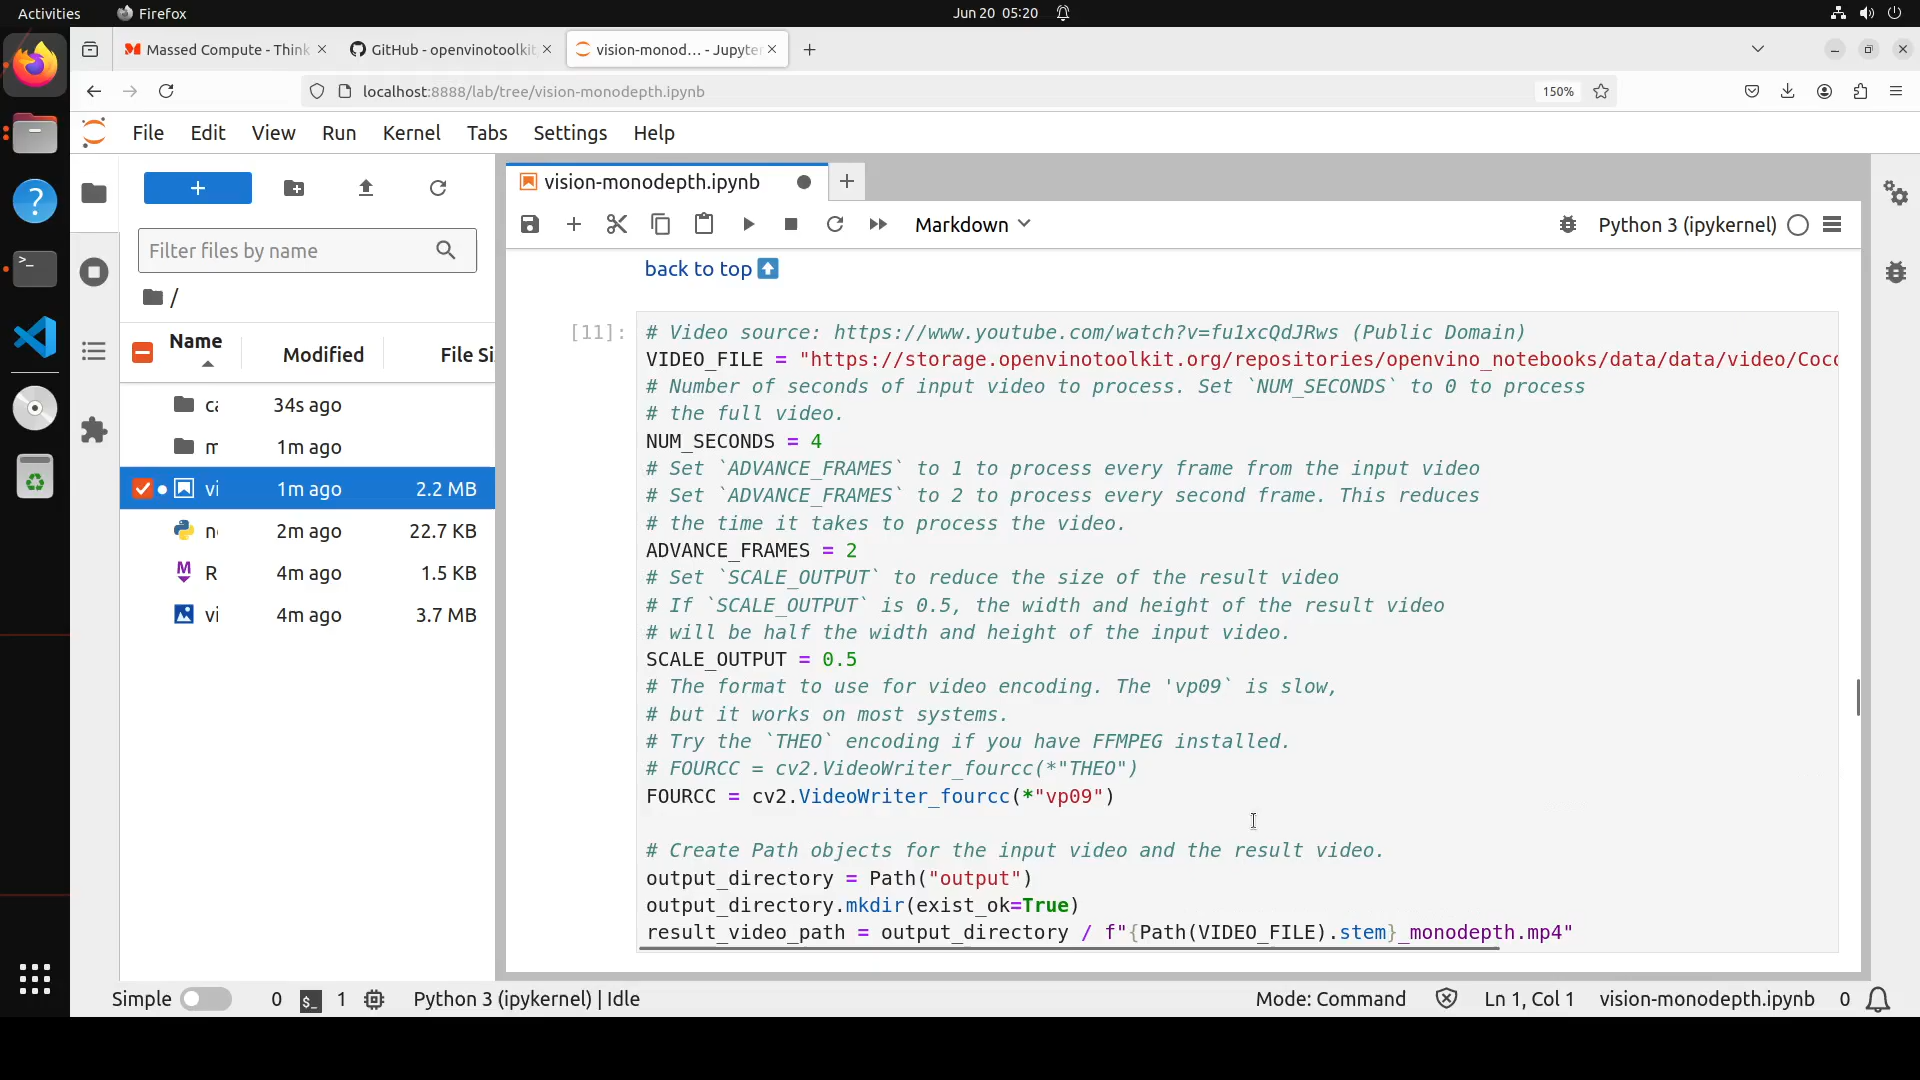 Activities
Firefox
Jun 20 05:20
Massed Compute - Think
GitHub - openvinotoolkit
vision-monod… - Jupyter
localhost:8888/lab/tree/vision-monodepth.ipynb
150%
File Edit View Run Kernel Tabs Settings Help
vision-monodepth.ipynb
Filter files by name
Markdown
Python 3 (ipykernel)
/
Name
Modified
File Si
34s ago
m 1m ago
vi 1m ago 2.2 MB
2m ago 22.7 KB
R 4m ago 1.5 KB
vi 4m ago 3.7 MB
back to top
[11]:
# Video source: https://www.youtube.com/watch?v=fu1xcQdJRws (Public Domain)
VIDEO_FILE = "https://storage.openvinotoolkit.org/repositories/openvino_notebooks/data/data/video/Coco
# Number of seconds of input video to process. Set `NUM_SECONDS` to 0 to process
# the full video.
NUM_SECONDS = 4
# Set `ADVANCE_FRAMES` to 1 to process every frame from the input video
# Set `ADVANCE_FRAMES` to 2 to process every second frame. This reduces
# the time it takes to process the video.
ADVANCE_FRAMES = 2
# Set `SCALE_OUTPUT` to reduce the size of the result video
# If `SCALE_OUTPUT` is 0.5, the width and height of the result video
# will be half the width and height of the input video.
SCALE_OUTPUT = 0.5
# The format to use for video encoding. The 'vp09` is slow,
# but it works on most systems.
# Try the `THEO` encoding if you have FFMPEG installed.
# FOURCC = cv2.VideoWriter_fourcc(*"THEO")
FOURCC = cv2.VideoWriter_fourcc(*"vp09")
# Create Path objects for the input video and the result video.
output_directory = Path("output")
output_directory.mkdir(exist_ok=True)
result_video_path = output_directory / f"{Path(VIDEO_FILE).stem}_monodepth.mp4"
Simple
0
1
Python 3 (ipykernel) | Idle
Mode: Command
Ln 1, Col 1
vision-monodepth.ipynb
0